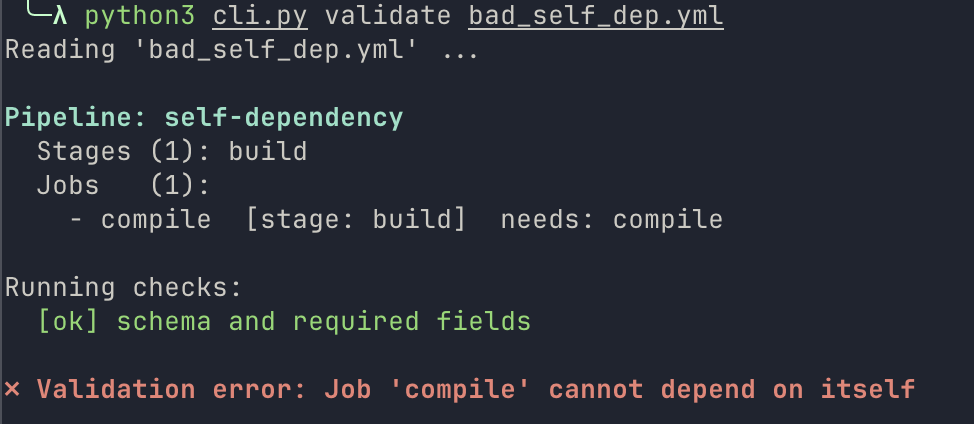 λ python3 cli.py validate bad_self_dep.yml
Reading 'bad_self_dep.yml' ...

Pipeline: self-dependency
  Stages (1): build
  Jobs   (1):
    - compile  [stage: build]  needs: compile

Running checks:
  [ok] schema and required fields

× Validation error: Job 'compile' cannot depend on itself